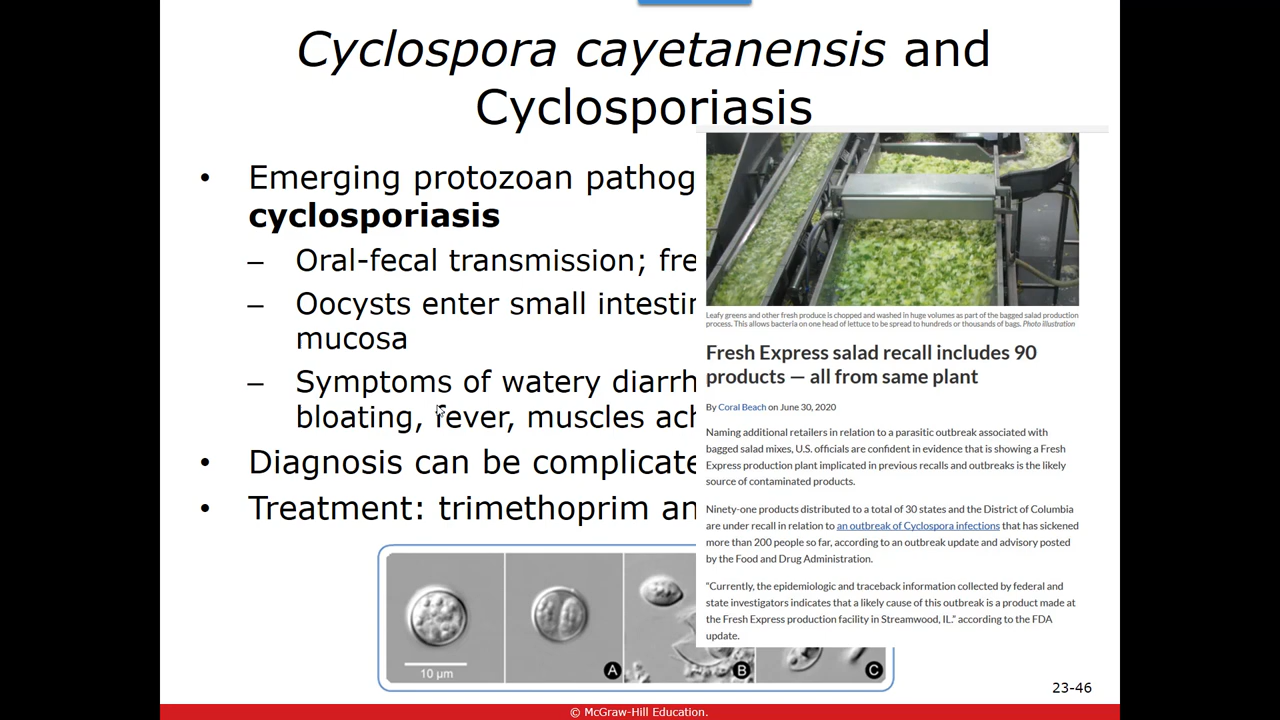 Cyclospora cayetanensis and
Cyclosporiasis
• Emerging protozoan pathog
cyclosporiasis
– Oral-fecal transmission; fre
– Oocysts enter small intestin
mucosa
– Symptoms of watery diarrh
bloating, fever, muscles ach
• Diagnosis can be complicate
• Treatment: trimethoprim an
Leafy greens and other fresh produce is chopped and washed in huge volumes as part of the bagged salad production
process. This allows bacteria on one head of lettuce to be spread to hundreds or thousands of bags. Photo illustration
Fresh Express salad recall includes 90
products — all from same plant
By Coral Beach on June 30, 2020
Naming additional retailers in relation to a parasitic outbreak associated with
bagged salad mixes, U.S. officials are confident in evidence that is showing a Fresh
Express production plant implicated in previous recalls and outbreaks is the likely
source of contaminated products.
Ninety-one products distributed to a total of 30 states and the District of Columbia
are under recall in relation to an outbreak of Cyclospora infections that has sickened
more than 200 people so far, according to an outbreak update and advisory posted
by the Food and Drug Administration.
“Currently, the epidemiologic and traceback information collected by federal and
state investigators indicates that a likely cause of this outbreak is a product made at
the Fresh Express production facility in Streamwood, IL.” according to the FDA
update.
10 µm
A
B
C
23-46
© McGraw-Hill Education.